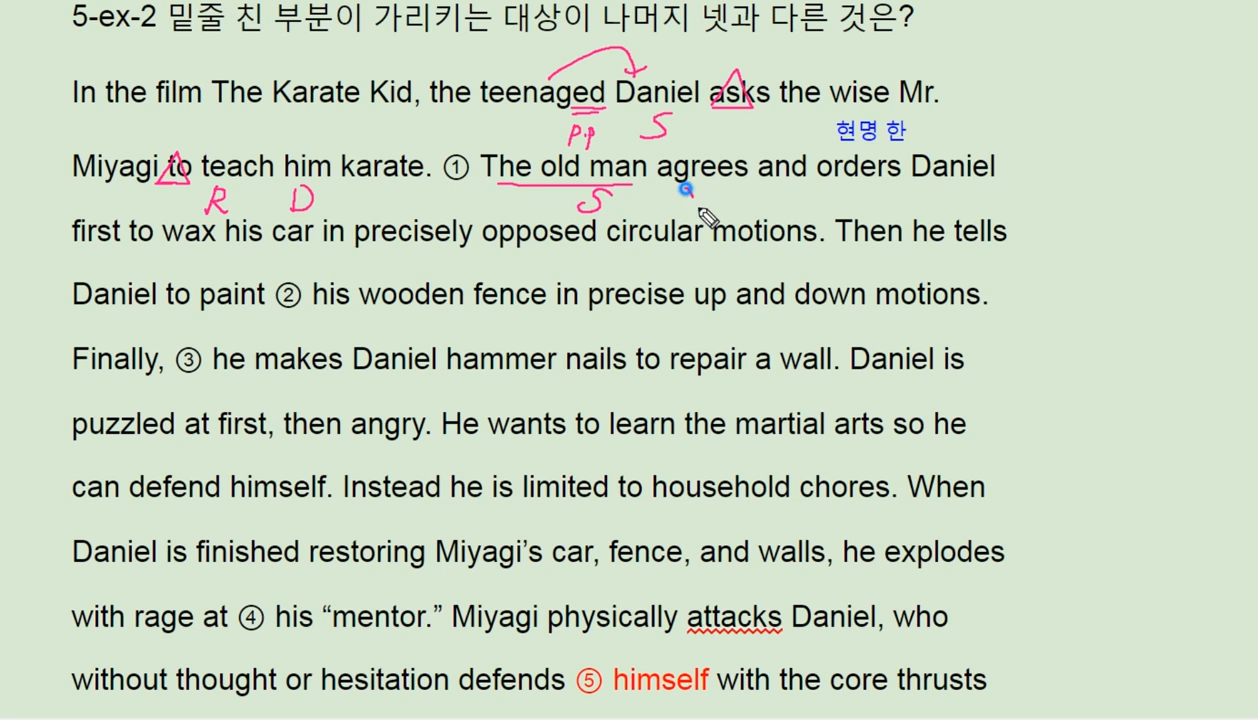 5-ex-2 밑줄 친 부분이 가리키는 대상이 나머지 넷과 다른 것은?
In the film The Karate Kid, the teenaged Daniel asks the wise Mr.
p.p S 현명 한
Miyagi to teach him karate. ① The old man agrees and orders Daniel
R D S
first to wax his car in precisely opposed circular motions. Then he tells
Daniel to paint ② his wooden fence in precise up and down motions.
Finally, ③ he makes Daniel hammer nails to repair a wall. Daniel is
puzzled at first, then angry. He wants to learn the martial arts so he
can defend himself. Instead he is limited to household chores. When
Daniel is finished restoring Miyagi’s car, fence, and walls, he explodes
with rage at ④ his “mentor.” Miyagi physically attacks Daniel, who
without thought or hesitation defends ⑤ himself with the core thrusts